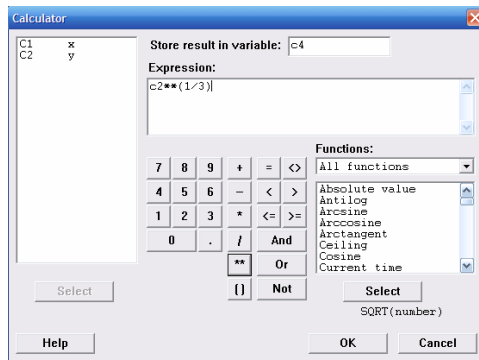 Calculator
C1 x
C2 y
Store result in variable: c4
Expression:
c2**(1/3)
Functions:
All functions
7 8 9 + = <>
4 5 6 - < >
1 2 3 * <= >=
0 . / And
** Or
() Not
Absolute value
Antilog
Arcsine
Arccosine
Arctangent
Ceiling
Cosine
Current time
Select
Select
SQRT(number)
Help
OK
Cancel